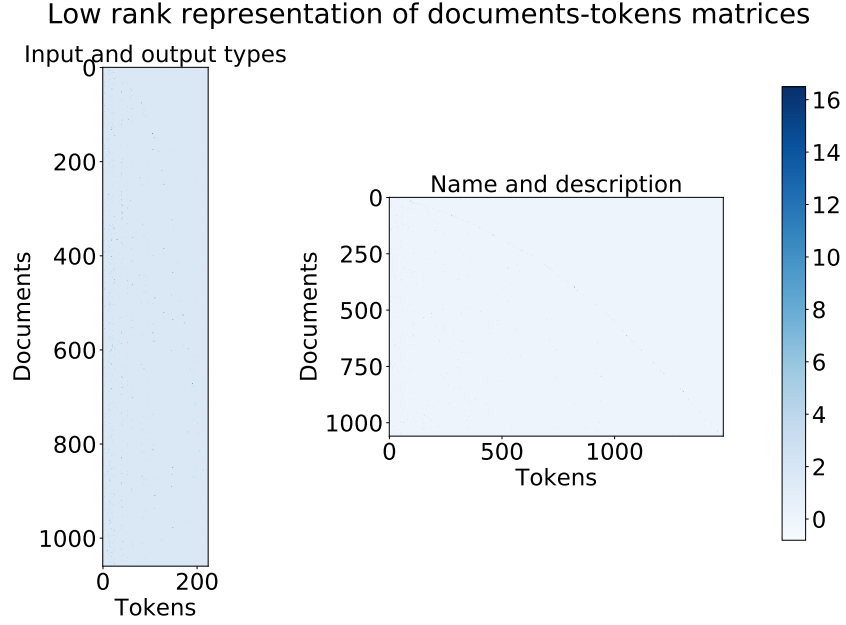 Low rank representation of documents-tokens matrices
Input and output types
0
200
400
600
800
1000
Documents
0 200
Tokens
Name and description
0
250
500
750
1000
Documents
0 500 1000
Tokens
16
14
12
10
8
6
4
2
0